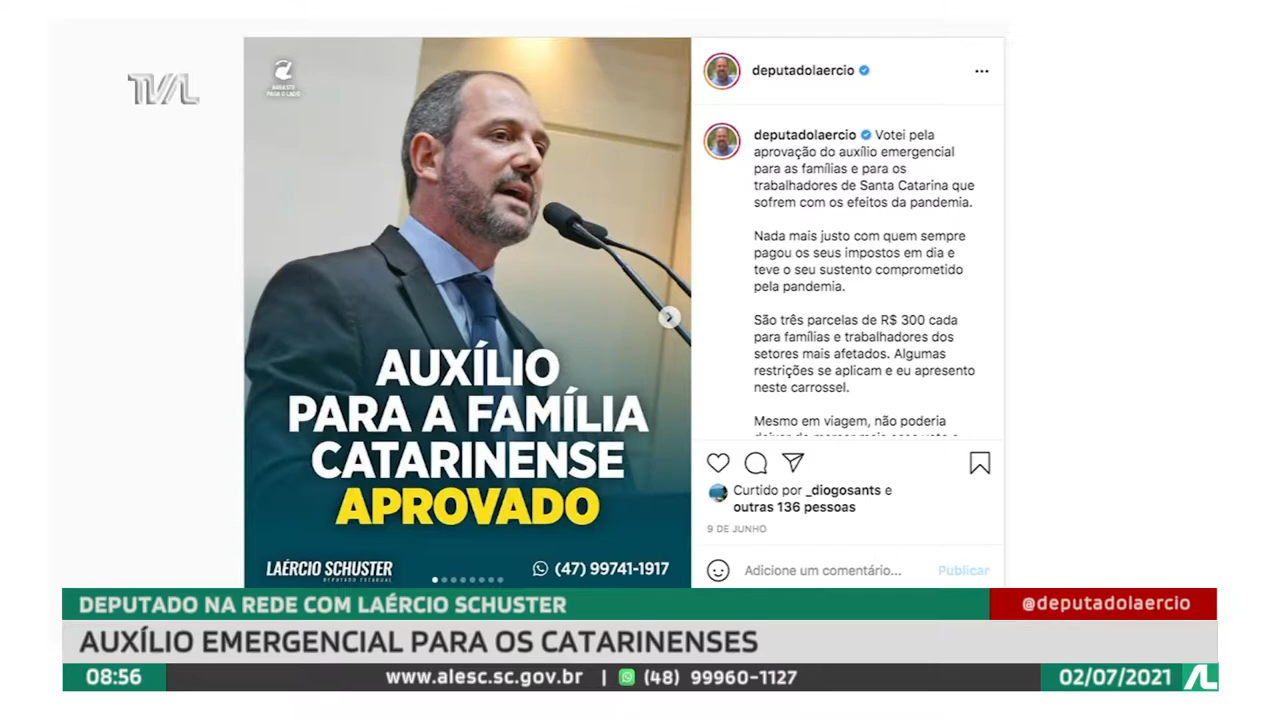 TVAL
ARRASTE
PARA O LADO
AUXÍLIO
PARA A FAMÍLIA
CATARINENSE
APROVADO
LAÉRCIO SCHUSTER
DEPUTADO ESTADUAL
(47) 99741-1917
deputadolaercio
deputadolaercio Votei pela
aprovação do auxílio emergencial
para as famílias e para os
trabalhadores de Santa Catarina que
sofrem com os efeitos da pandemia.
Nada mais justo com quem sempre
pagou os seus impostos em dia e
teve o seu sustento comprometido
pela pandemia.
São três parcelas de R$ 300 cada
para famílias e trabalhadores dos
setores mais afetados. Algumas
restrições se aplicam e eu apresento
neste carrossel.
Mesmo em viagem, não poderia
Curtido por _diogosants e
outras 136 pessoas
9 DE JUNHO
Adicione um comentário... Publicar
DEPUTADO NA REDE COM LAÉRCIO SCHUSTER
@deputadolaercio
AUXÍLIO EMERGENCIAL PARA OS CATARINENSES
08:56 www.alesc.sc.gov.br | (48) 99960-1127 02/07/2021 AL